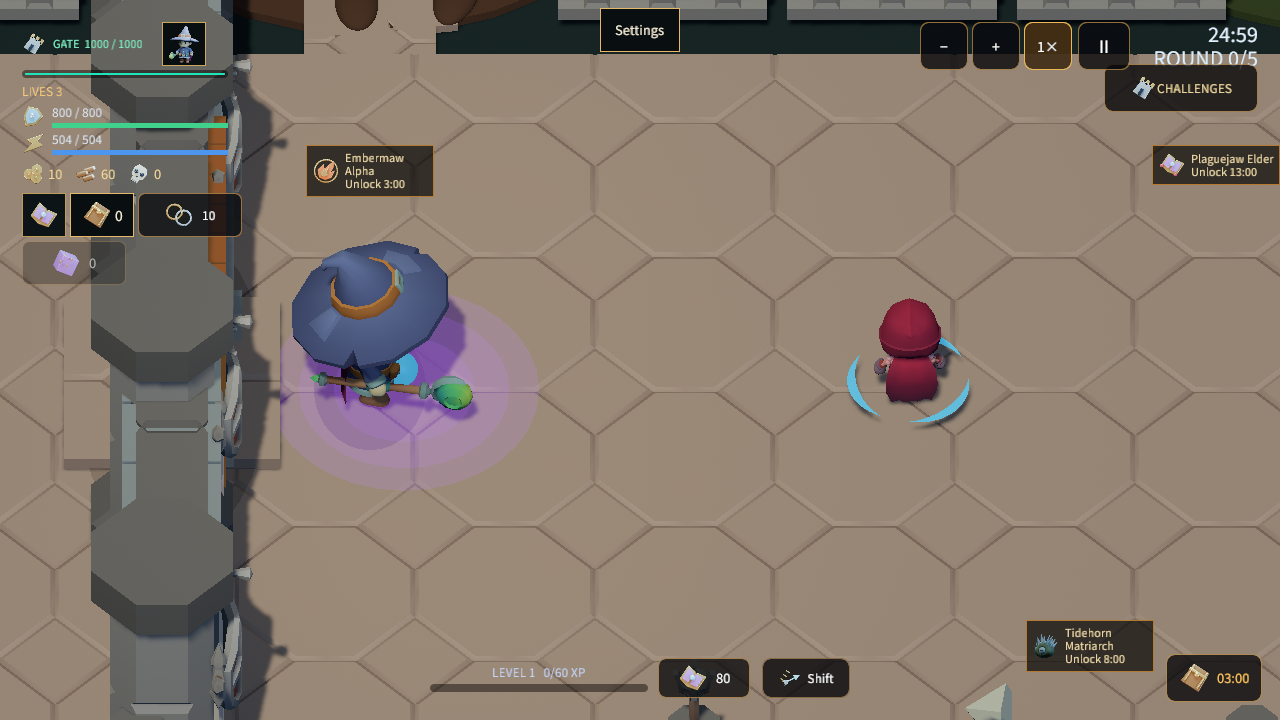 Settings
GATE 1000 / 1000
− + 1× 
24:59
ROUND 0/5
CHALLENGES
LIVES 3
800 / 800
504 / 504
10 60 0
0 10
0
Embermaw
Alpha
Unlock 3:00
Plaguejaw Elder
Unlock 13:00
Tidehorn
Matriarch
Unlock 8:00
LEVEL 1 0/60 XP
80
Shift
03:00